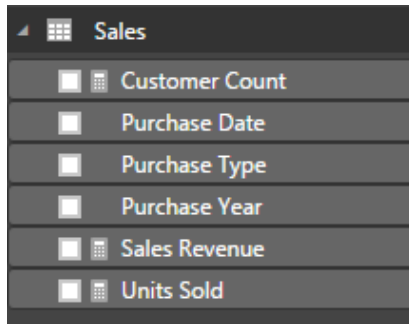 Sales
Customer Count
Purchase Date
Purchase Type
Purchase Year
Sales Revenue
Units Sold